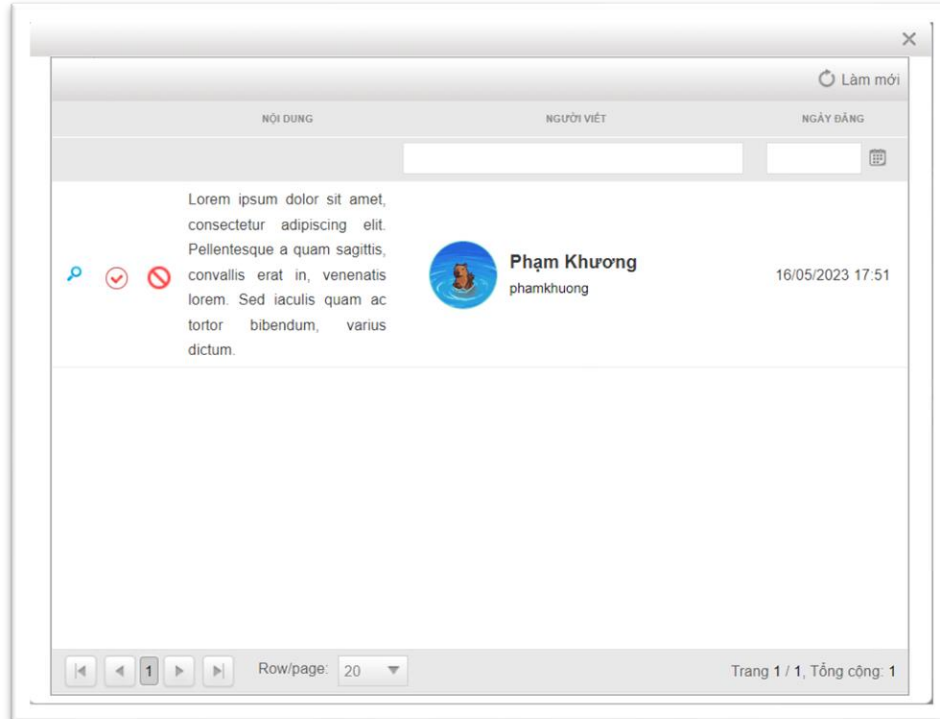 Làm mới
NỘI DUNG NGƯỜI VIẾT NGÀY ĐĂNG
Lorem ipsum dolor sit amet,
consectetur adipiscing elit.
Pellentesque a quam sagittis,
convallis erat in, venenatis
lorem. Sed iaculis quam ac
tortor bibendum, varius
dictum.
Phạm Khương
phamkhuong
16/05/2023 17:51
1 Row/page: 20 Trang 1 / 1, Tổng cộng: 1